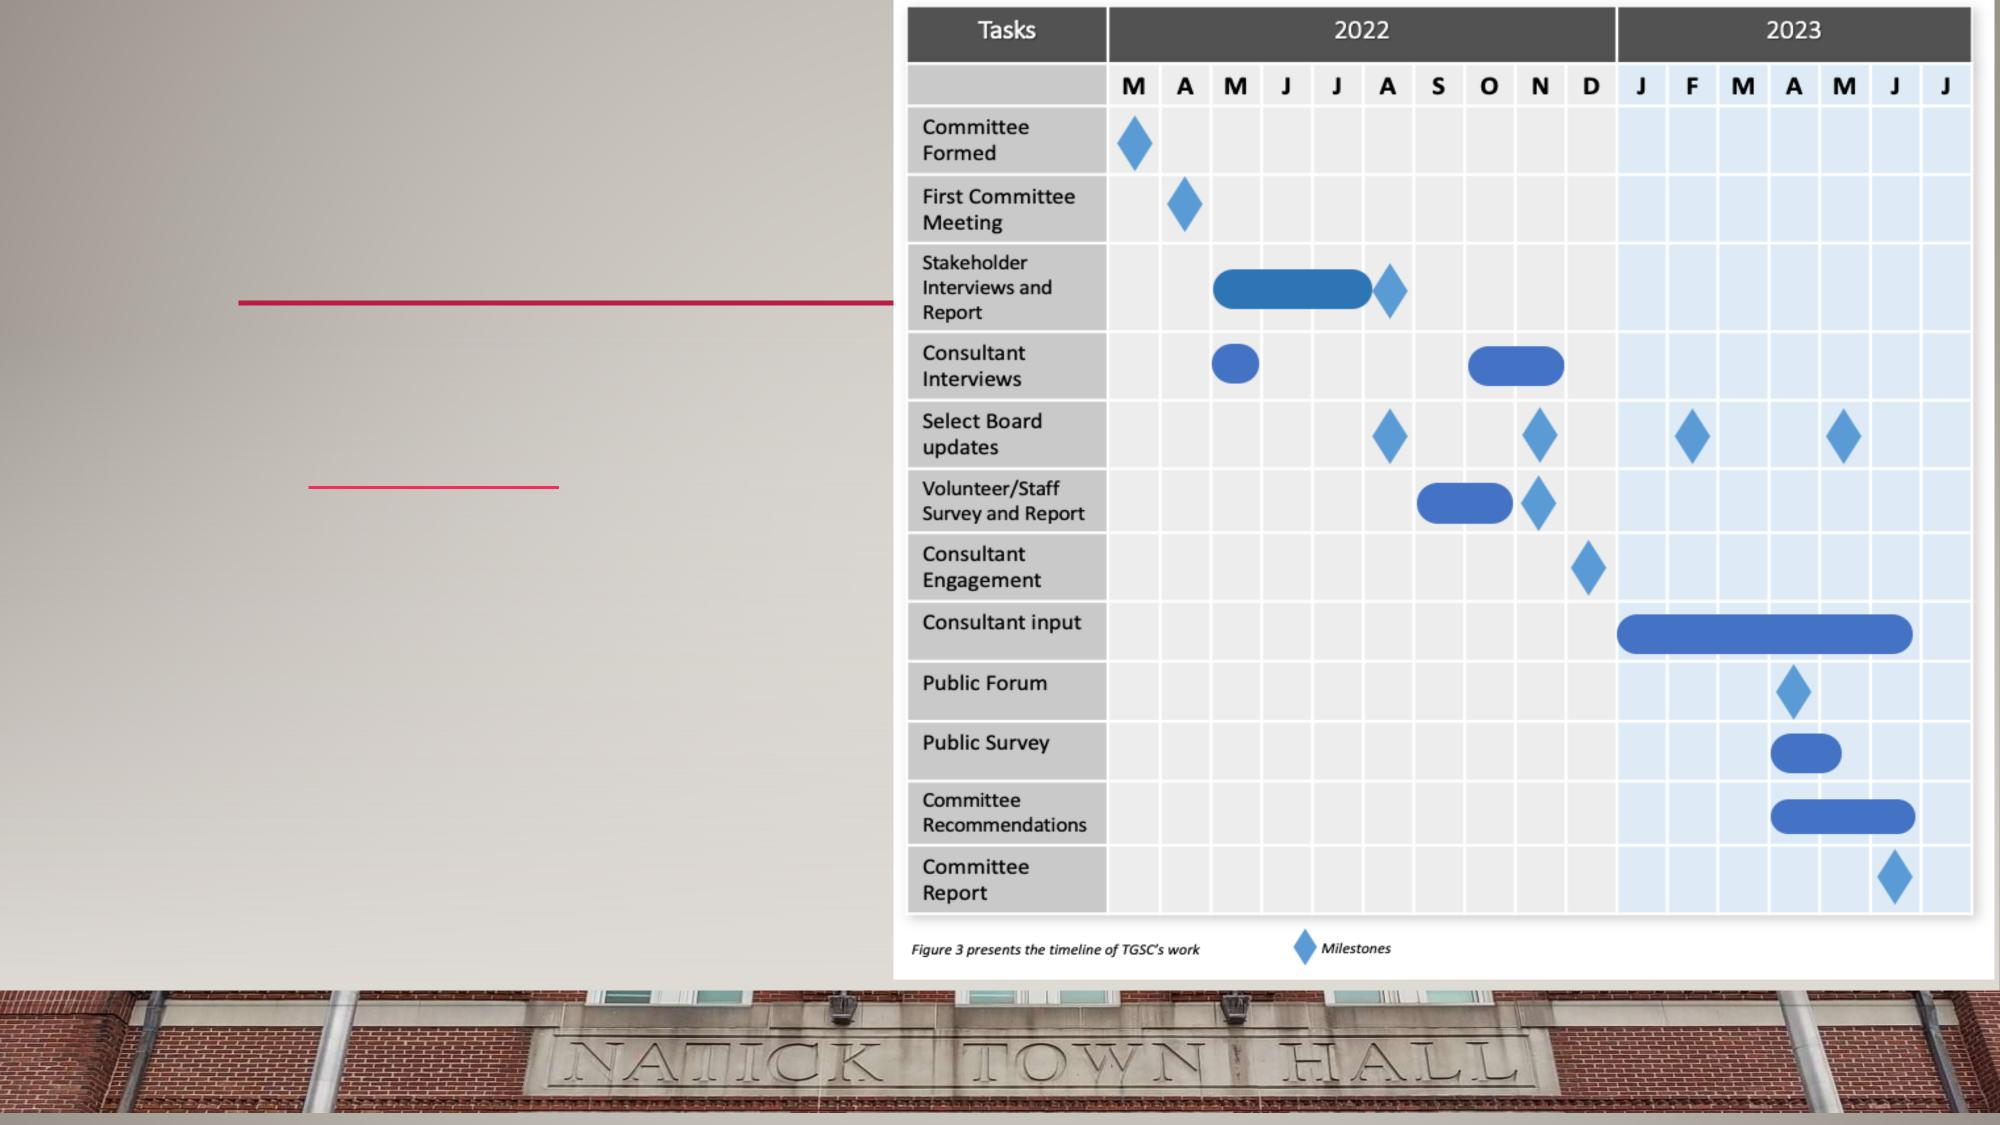 Tasks 2022 2023
M A M J J A S O N D J F M A M J J
Committee
Formed
First Committee
Meeting
Stakeholder
Interviews and
Report
Consultant
Interviews
Select Board
updates
Volunteer/Staff
Survey and Report
Consultant
Engagement
Consultant input
Public Forum
Public Survey
Committee
Recommendations
Committee
Report
Figure 3 presents the timeline of TGSC's work
Milestones
NATICK TOWN HALL